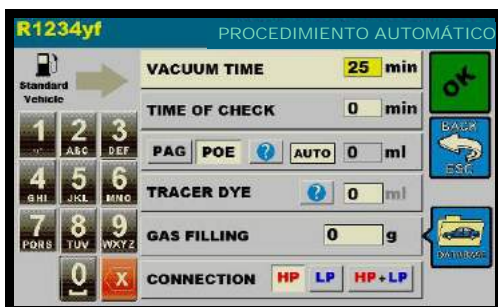 R1234yf PROCEDIMIENTO AUTOMÁTICO
Standard
Vehicle
VACUUM TIME 25 min
OK
TIME OF CHECK 0 min
1 2 ABC 3 DEF
BACK
ESC
PAG POE ? AUTO 0 ml
4 GHI 5 JKL 6 MNO
TRACER DYE ? 0 ml
7 PQRS 8 TUV 9 WXYZ
GAS FILLING 0 g
DATABASE
0 X
CONNECTION HP LP HP+LP